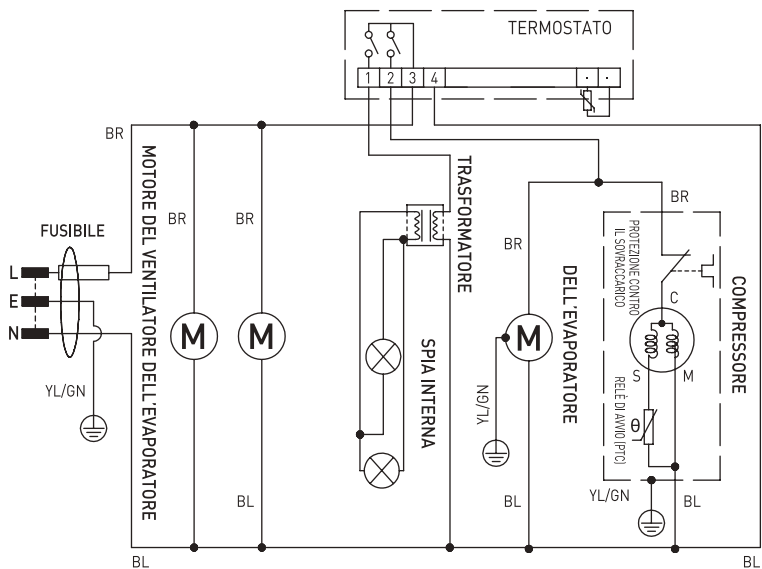 TERMOSTATO
1 2 3 4
BR
MOTORE DEL VENTILATORE DELL'EVAPORATORE
BR
BR
TRASFORMATORE
BR
BR
FUSIBILE
L
E
N
YL/GN
M
M
SPIA INTERNA
DELL'EVAPORATORE
M
YL/GN
PROTEZIONE CONTRO
IL SOVRACCARICO
C
S
M
COMPRESSORE
RELÈ DI AVVIO (PTC)
θ
BL
BL
YL/GN
BL
BL
BL